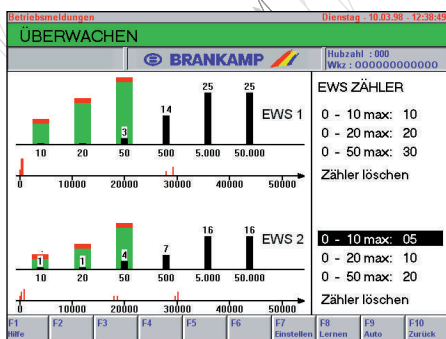 Betriebsmeldungen Dienstag - 10.03.98 - 12:38:49
ÜBERWACHEN
BRANKAMP
Hubzahl : 000
Wkz : 000000000000
EWS ZÄHLER
25 25
14
3
EWS 1
10 20 50 500 5.000 50.000
0 - 10 max: 10
0 - 20 max: 20
0 - 50 max: 30
0 10000 20000 30000 40000 50000
Zähler löschen
16 16
7
4
1 1
EWS 2
10 20 50 500 5.000 50.000
0 - 10 max: 05
0 - 20 max: 10
0 - 50 max: 20
0 10000 20000 30000 40000 50000
Zähler löschen
F1 F2 F3 F4 F5 F6 F7 F8 F9 F10
Hilfe Einstellen Lernen Auto Zurück